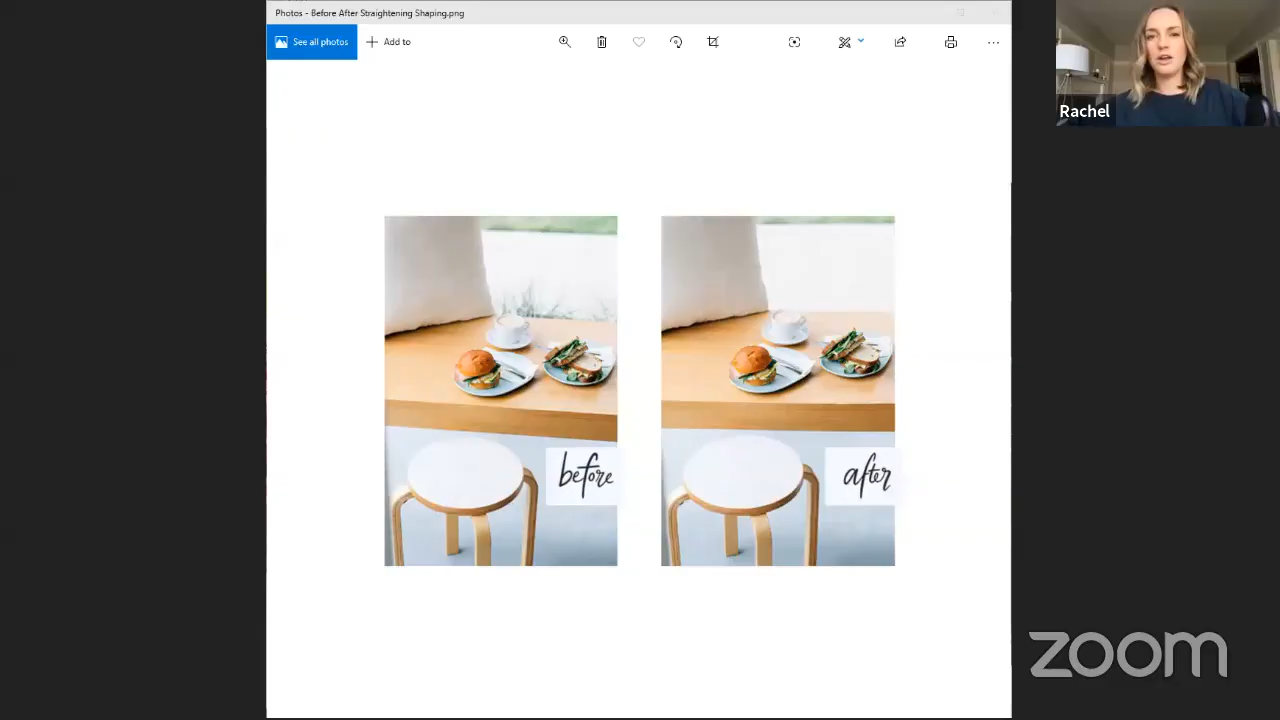 Photos - Before After Straightening Shaping.png
See all photos
Add to
Rachel
before
after
zoom